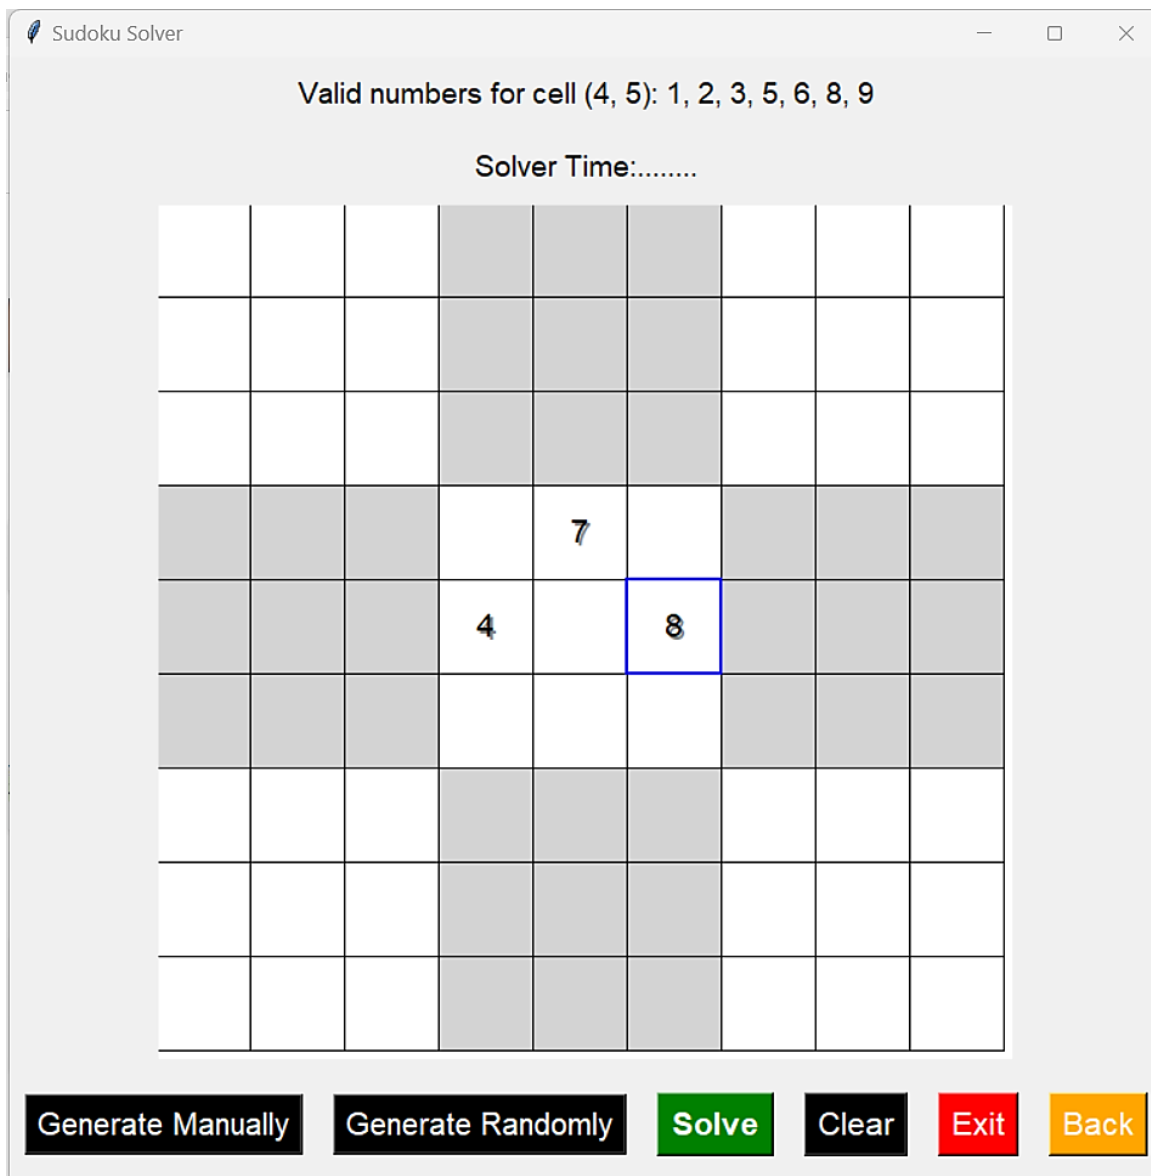 Sudoku Solver
Valid numbers for cell (4, 5): 1, 2, 3, 5, 6, 8, 9
Solver Time:........
7
4 8
Generate Manually Generate Randomly Solve Clear Exit Back